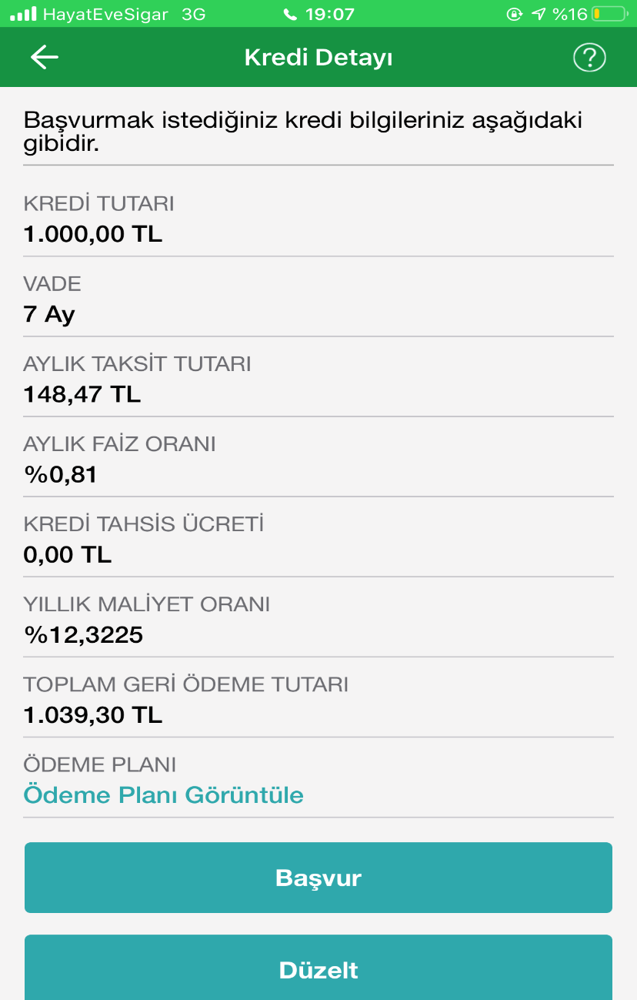 HayatEveSigar 3G 19:07 %16
Kredi Detayı ?
Başvurmak istediğiniz kredi bilgileriniz aşağıdaki
gibidir.
KREDİ TUTARI
1.000,00 TL
VADE
7 Ay
AYLIK TAKSİT TUTARI
148,47 TL
AYLIK FAİZ ORANI
%0,81
KREDİ TAHSİS ÜCRETİ
0,00 TL
YILLIK MALİYET ORANI
%12,3225
TOPLAM GERİ ÖDEME TUTARI
1.039,30 TL
ÖDEME PLANI
Ödeme Planı Görüntüle
Başvur
Düzelt